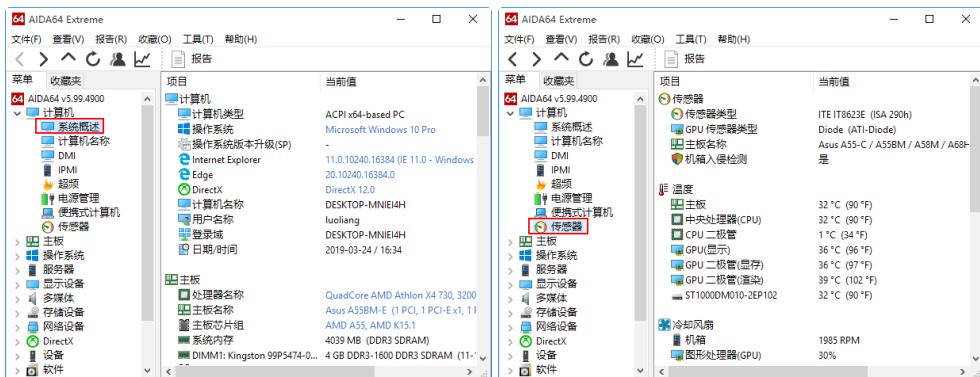 64 AIDA64 Extreme
文件(F) 查看(V) 报告(R) 收藏(O) 工具(T) 帮助(H)
报告
菜单 收藏夹
项目 当前值
64 AIDA64 v5.99.4900
计算机
系统概述
计算机名称
DMI
IPMI
超频
电源管理
便携式计算机
传感器
主板
操作系统
服务器
显示设备
多媒体
存储设备
网络设备
DirectX
设备
软件
计算机
计算机类型 ACPI x64-based PC
操作系统 Microsoft Windows 10 Pro
操作系统版本升级(SP) -
Internet Explorer 11.0.10240.16384 (IE 11.0 - Windows
Edge 20.10240.16384.0
DirectX DirectX 12.0
计算机名称 DESKTOP-MNIEI4H
用户名称 luoliang
登录域 DESKTOP-MNIEI4H
日期/时间 2019-03-24 / 16:34
主板
处理器名称 QuadCore AMD Athlon X4 730, 3200
主板名称 Asus A55BM-E (1 PCI, 1 PCI-E x1, 1
主板芯片组 AMD A55, AMD K15.1
系统内存 4039 MB (DDR3 SDRAM)
DIMM1: Kingston 99P5474-0... 4 GB DDR3-1600 DDR3 SDRAM (11-
64 AIDA64 Extreme
文件(F) 查看(V) 报告(R) 收藏(O) 工具(T) 帮助(H)
报告
菜单 收藏夹
项目 当前值
64 AIDA64 v5.99.4900
计算机
系统概述
计算机名称
DMI
IPMI
超频
电源管理
便携式计算机
传感器
主板
操作系统
服务器
显示设备
多媒体
存储设备
网络设备
DirectX
设备
软件
传感器
传感器类型 ITE IT8623E (ISA 290h)
GPU 传感器类型 Diode (ATI-Diode)
主板名称 Asus A55-C / A55BM / A58M / A68H
机箱入侵检测 是
温度
主板 32 °C (90 °F)
中央处理器(CPU) 32 °C (90 °F)
CPU 二极管 1 °C (34 °F)
GPU(显示) 36 °C (96 °F)
GPU 二极管(显存) 36 °C (97 °F)
GPU 二极管(渲染) 39 °C (102 °F)
ST1000DM010-2EP102 32 °C (90 °F)
冷却风扇
机箱 1985 RPM
图形处理器(GPU) 30%